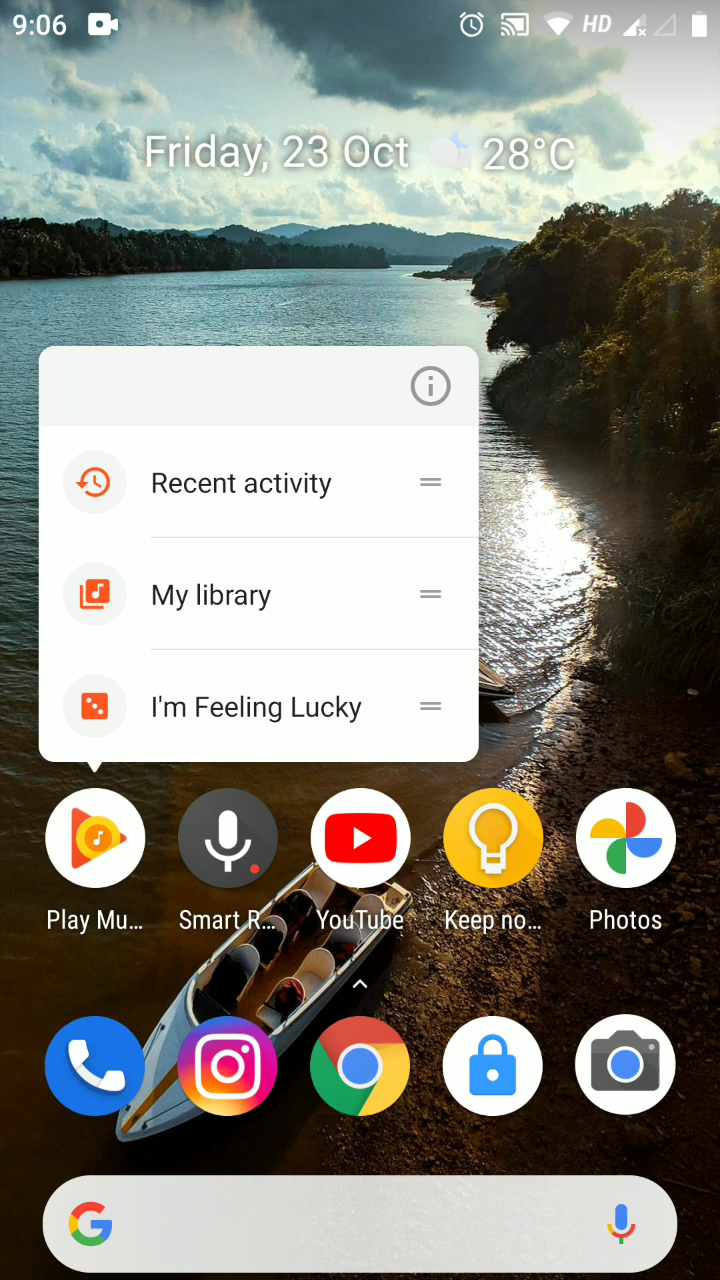 9:06 HD
Friday, 23 Oct 28°C
Recent activity
My library
I'm Feeling Lucky
Play Mu… Smart R… YouTube Keep no… Photos